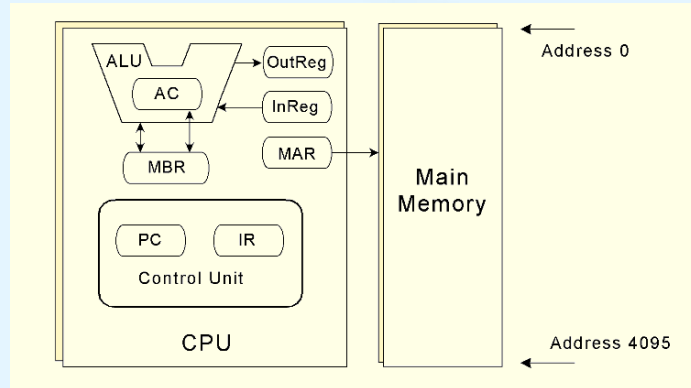 ALU
OutReg
Address 0
AC
InReg
MAR
MBR
Main
Memory
PC
IR
Control Unit
CPU
Address 4095